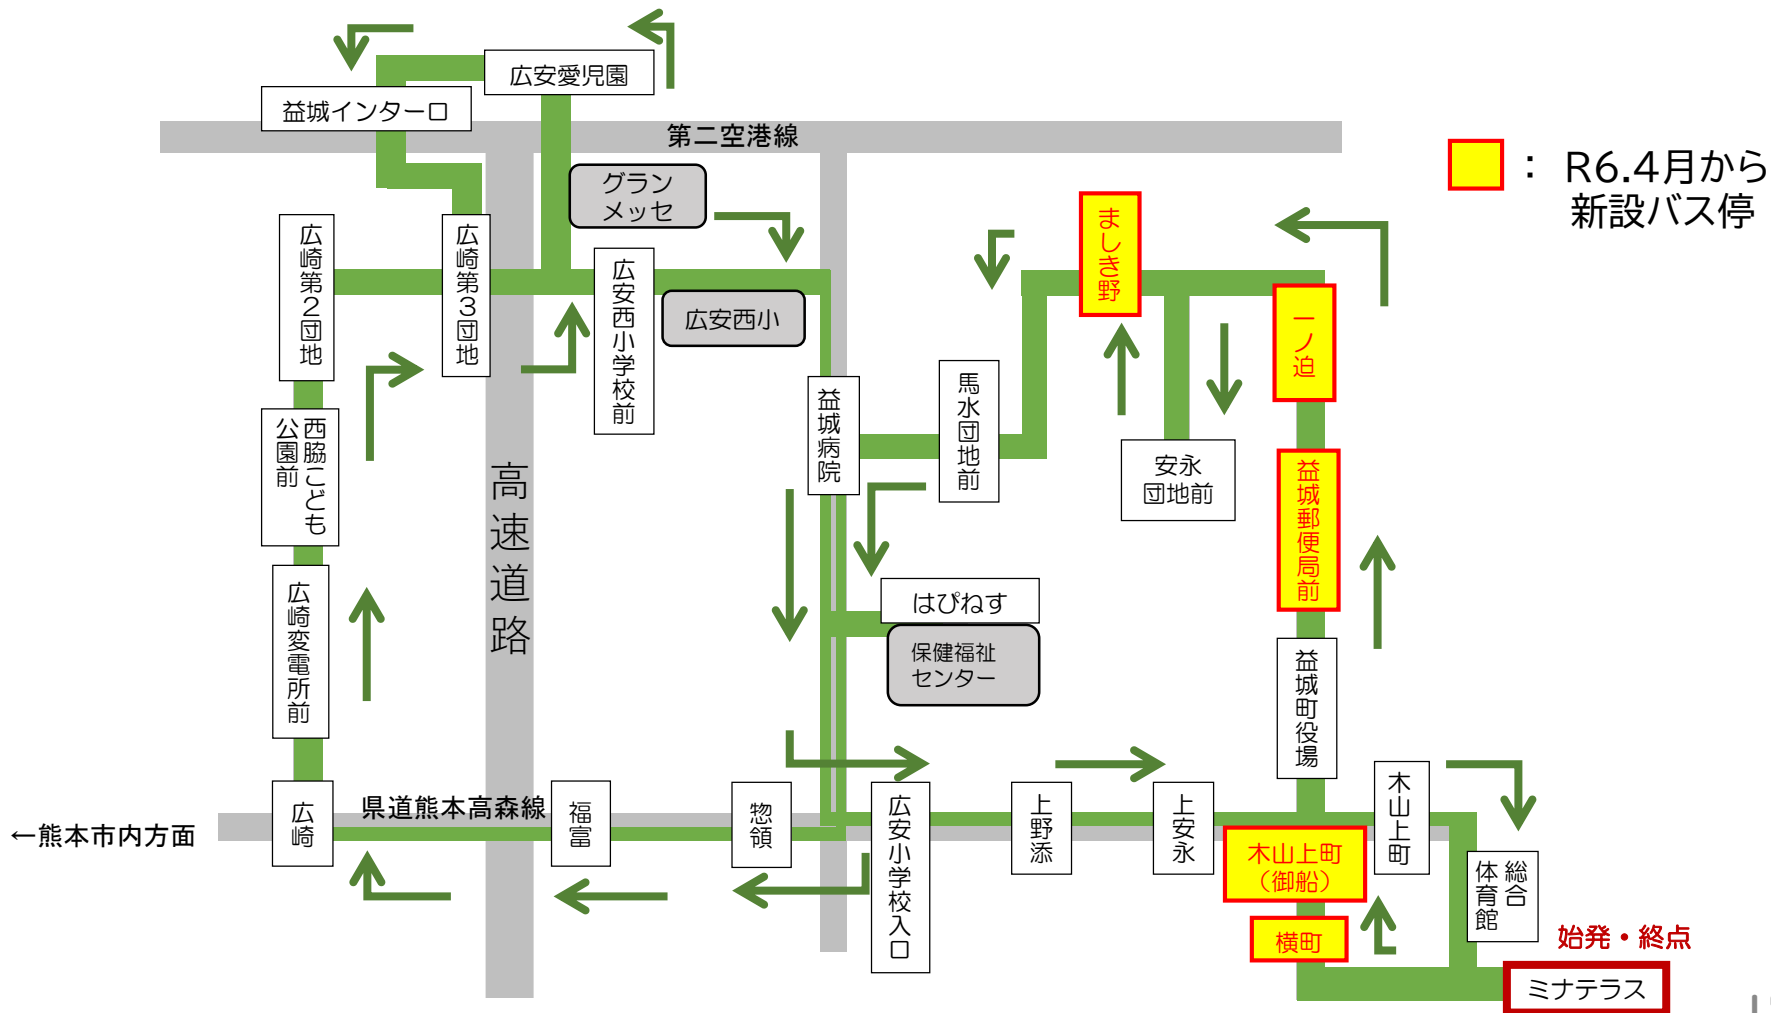 広安愛児園
益城インター口
第二空港線
グラン
メッセ
：R6.4月から
新設バス停
広崎第2団地
広崎第3団地
広安西小学校前
広安西小
ましき野
一ノ迫
西脇こども
公園前
高速道路
益城病院
馬水団地前
安永
団地前
益城郵便局前
広崎変電所前
はぴねす
保健福祉
センター
益城町役場
←熊本市内方面
広崎
県道熊本高森線
福富
惣領
広安小学校入口
上野添
上安永
木山上町
（御船）
木山上町
総合
体育館
横町
始発・終点
ミナテラス